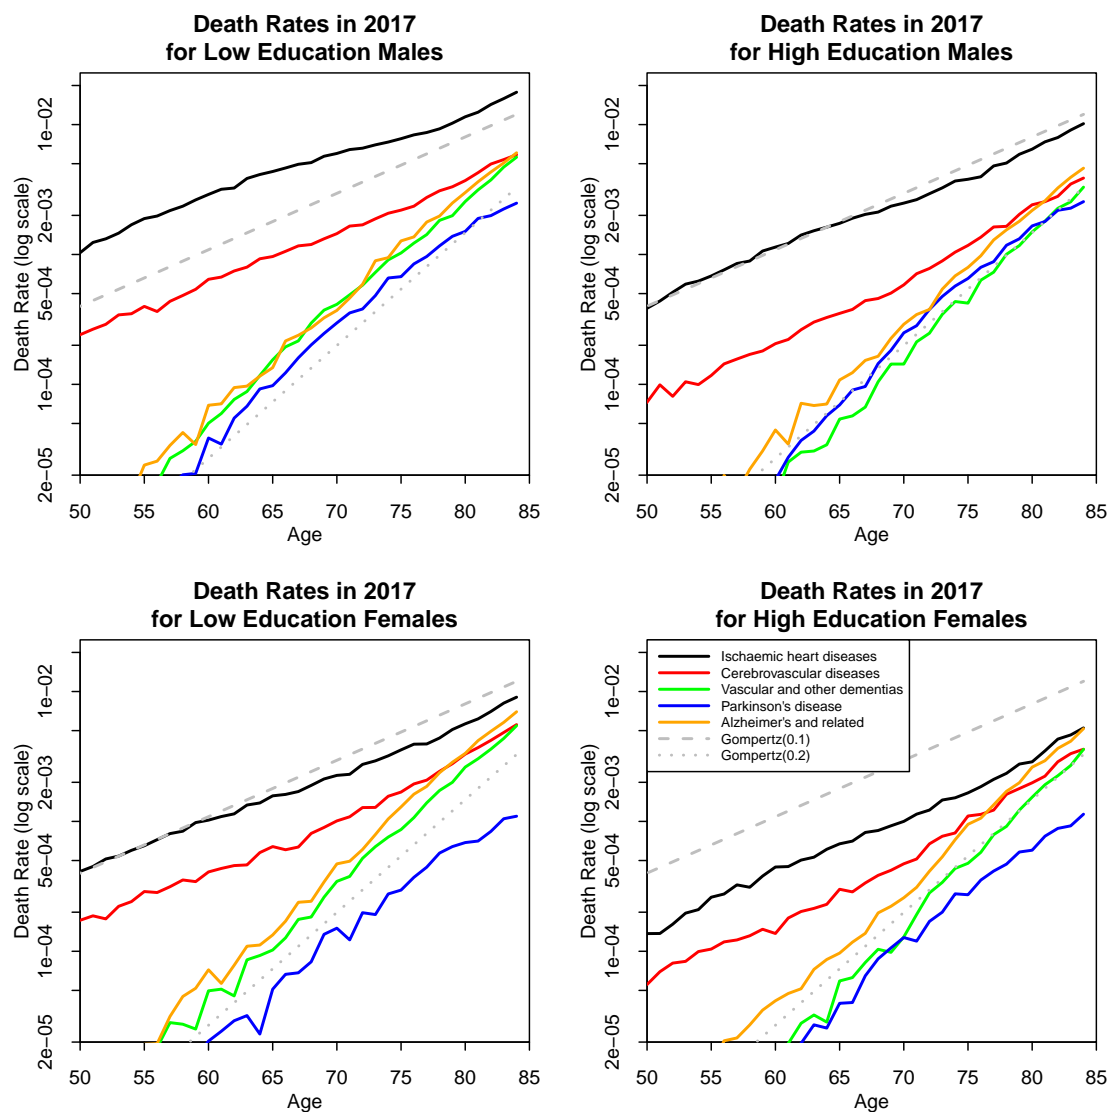 Death Rates in 2017
for Low Education Males
Death Rate (log scale)
1e−02
2e−03
5e−04
1e−04
2e−05
50 55 60 65 70 75 80 85
Age
Death Rates in 2017
for High Education Males
Death Rate (log scale)
1e−02
2e−03
5e−04
1e−04
2e−05
50 55 60 65 70 75 80 85
Age
Death Rates in 2017
for Low Education Females
Death Rate (log scale)
1e−02
2e−03
5e−04
1e−04
2e−05
50 55 60 65 70 75 80 85
Age
Death Rates in 2017
for High Education Females
Death Rate (log scale)
1e−02
2e−03
5e−04
1e−04
2e−05
Ischaemic heart diseases
Cerebrovascular diseases
Vascular and other dementias
Parkinson's disease
Alzheimer's and related
Gompertz(0.1)
Gompertz(0.2)
50 55 60 65 70 75 80 85
Age